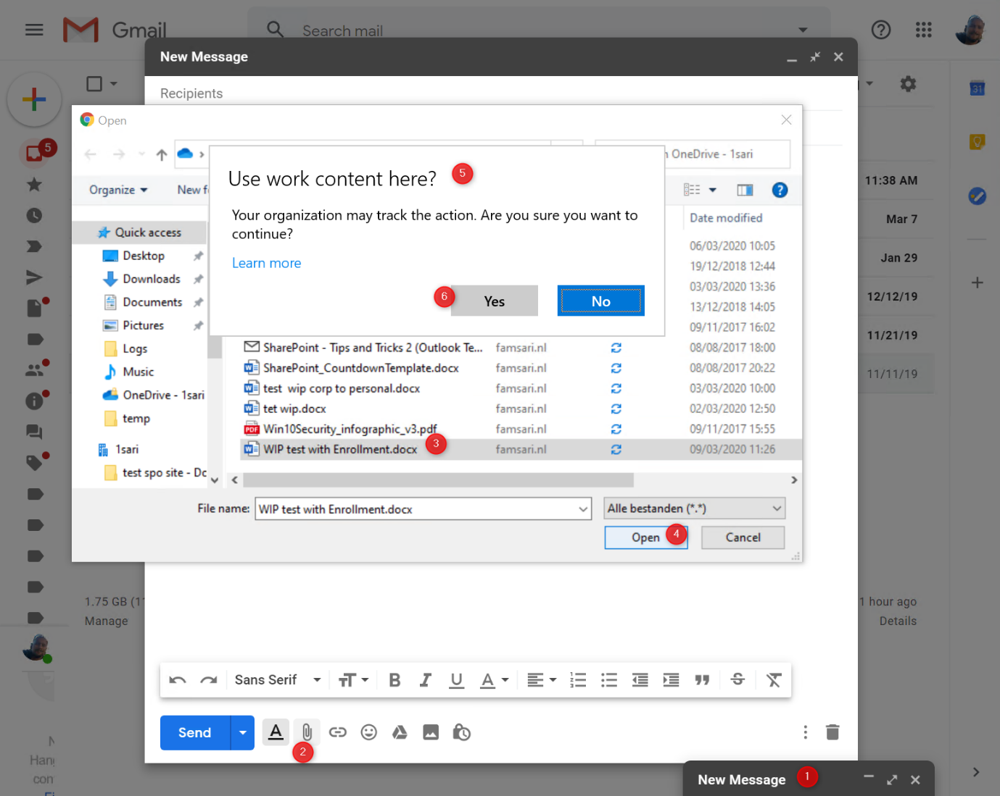 Gmail
Search mail
New Message
Recipients
Open
OneDrive - 1sari
Organize
New f
Use work content here?
5
Your organization may track the action. Are you sure you want to
continue?
Learn more
6
Yes
No
Date modified
06/03/2020 10:05
19/12/2018 12:44
03/03/2020 13:36
13/12/2018 14:05
09/11/2017 16:02
Quick access
Desktop
Downloads
Documents
Pictures
Logs
Music
OneDrive - 1sari
temp
1sari
test spo site - Dc
SharePoint - Tips and Tricks 2 (Outlook Te... famsari.nl 08/08/2017 18:00
SharePoint_CountdownTemplate.docx famsari.nl 08/08/2017 20:22
test wip corp to personal.docx famsari.nl 03/03/2020 10:00
tet wip.docx famsari.nl 02/03/2020 12:50
PDF Win10Security_infographic_v3.pdf famsari.nl 09/11/2017 15:55
WIP test with Enrollment.docx 3 famsari.nl 09/03/2020 11:26
File name: WIP test with Enrollment.docx
Alle bestanden (*.*)
Open 4
Cancel
5
31
11:38 AM
Mar 7
Jan 29
12/12/19
11/21/19
11/11/19
1.75 GB (1
Manage
1 hour ago
Details
Sans Serif
Send
2
New Message 1
Han
con